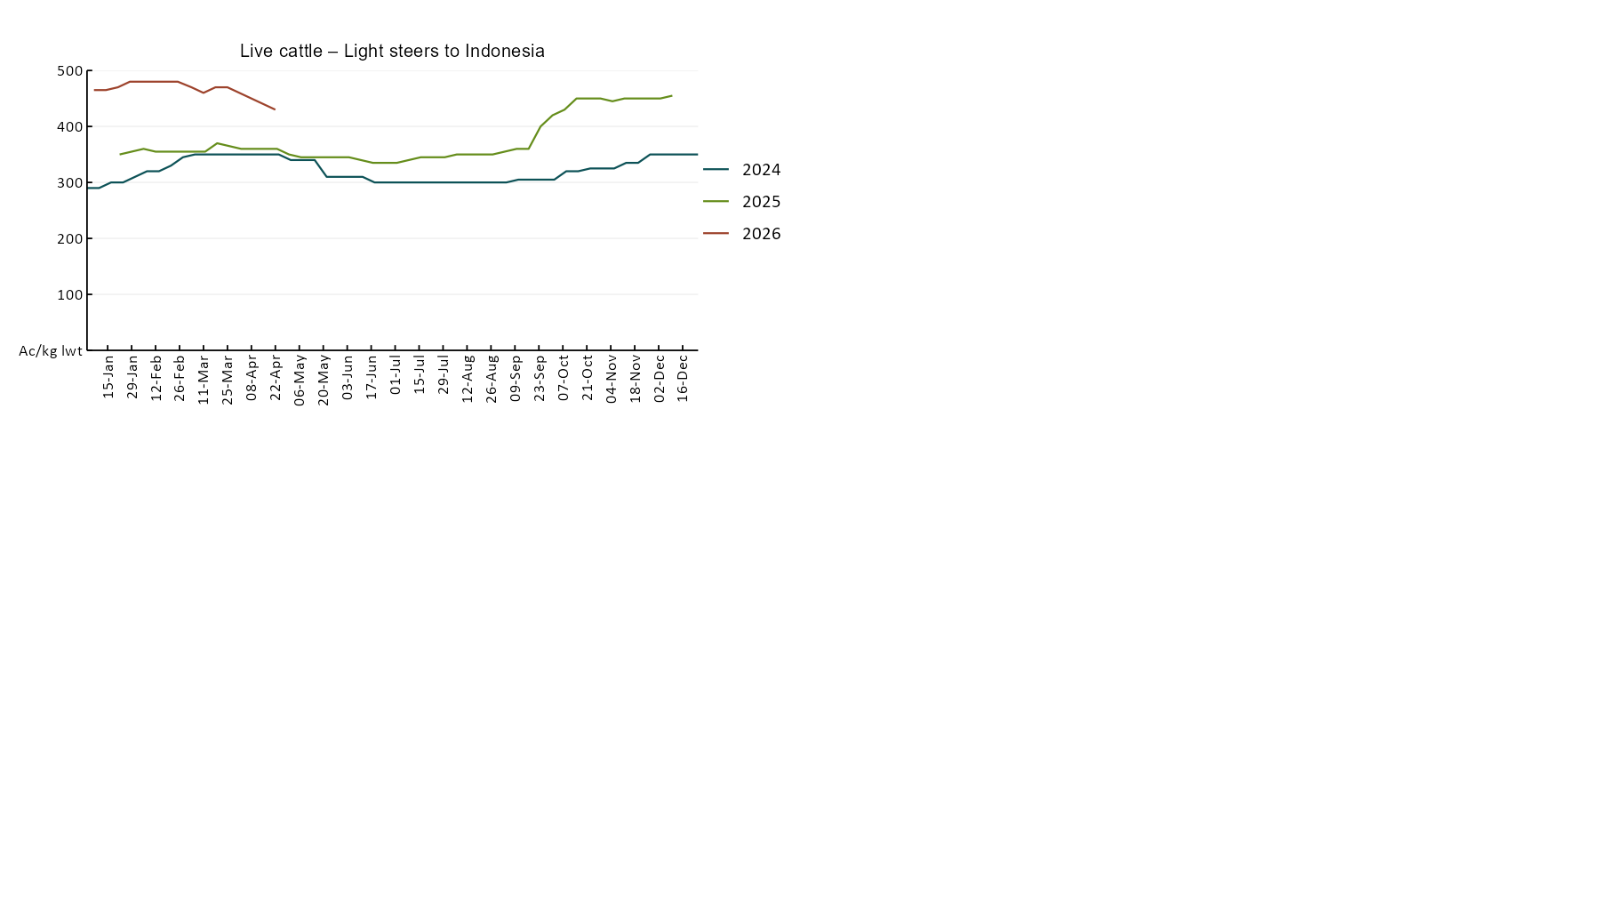 Live cattle – Light steers to Indonesia
500
400
300
200
100
Ac/kg lwt
15-Jan
29-Jan
12-Feb
26-Feb
11-Mar
25-Mar
08-Apr
22-Apr
06-May
20-May
03-Jun
17-Jun
01-Jul
15-Jul
29-Jul
12-Aug
26-Aug
09-Sep
23-Sep
07-Oct
21-Oct
04-Nov
18-Nov
02-Dec
16-Dec
2024
2025
2026